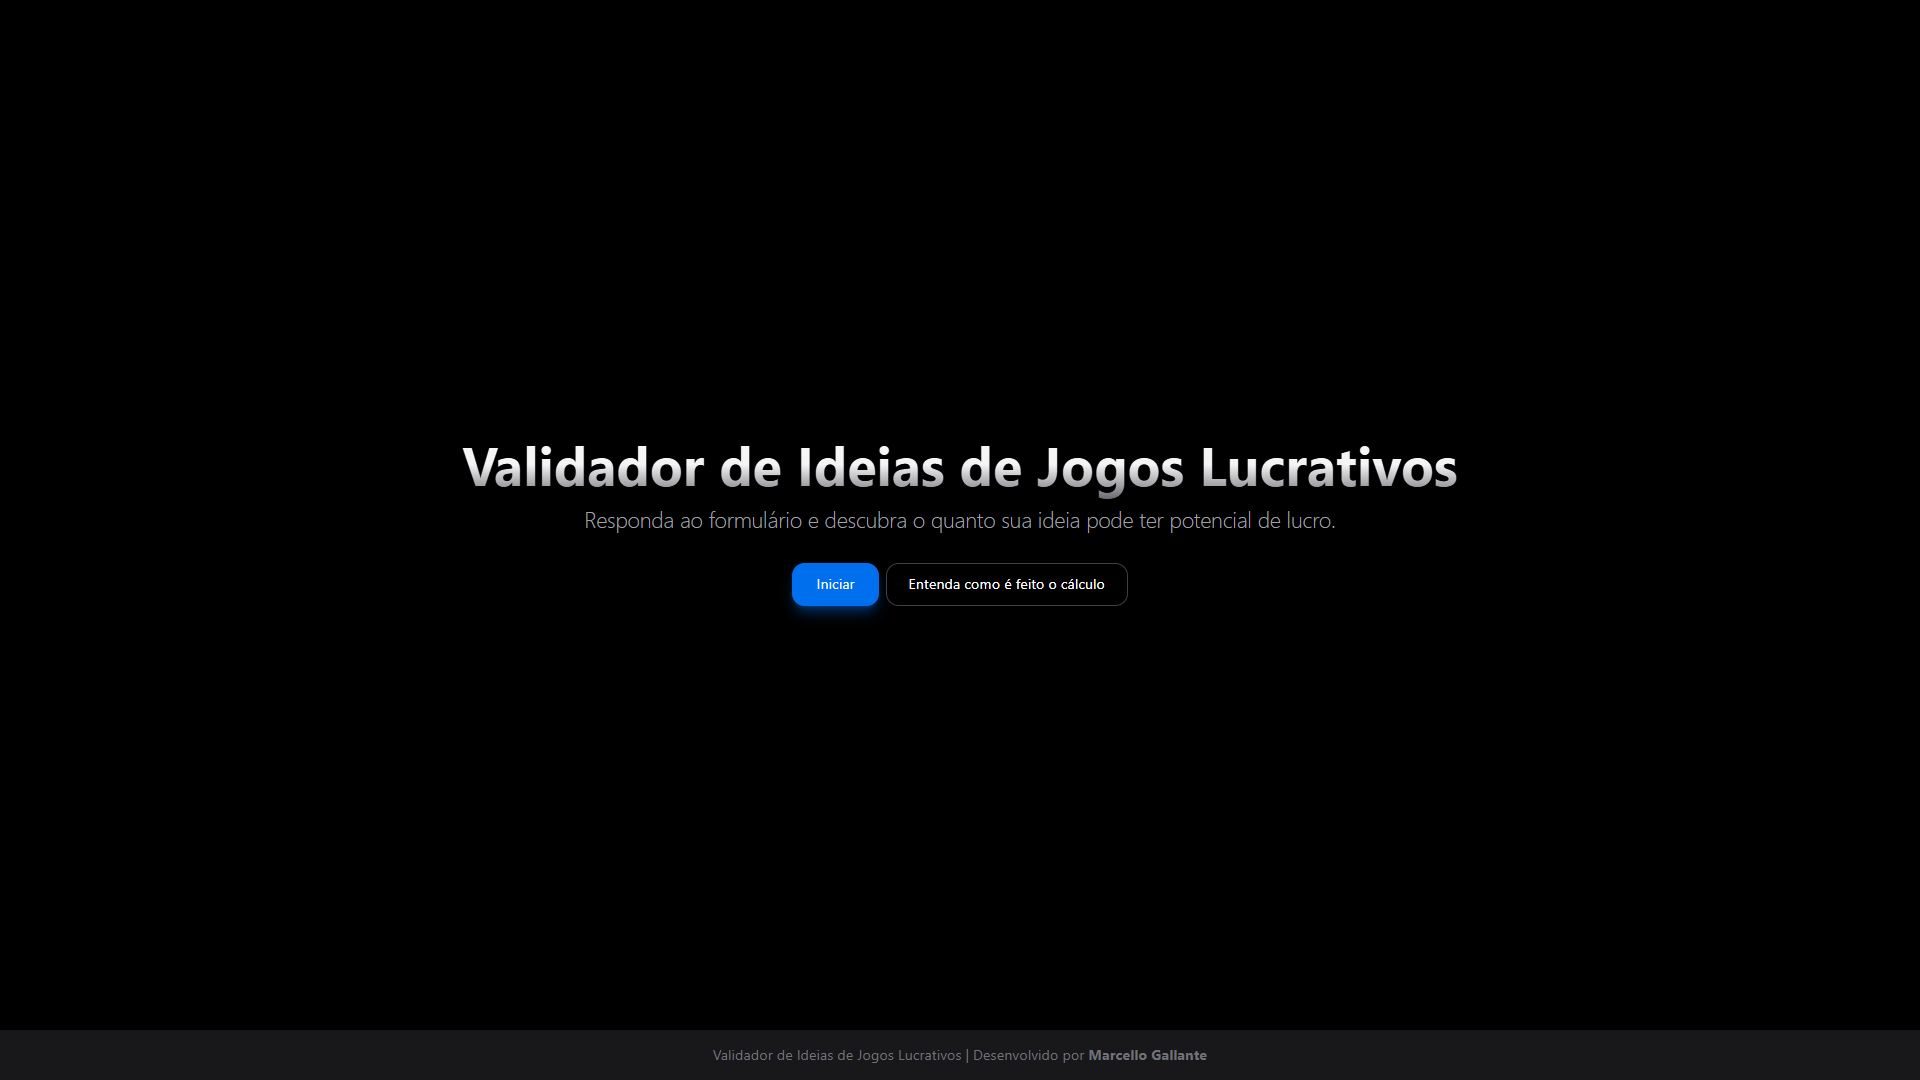 Validador de Ideias de Jogos Lucrativos
Responda ao formulário e descubra o quanto sua ideia pode ter potencial de lucro.
Iniciar
Entenda como é feito o cálculo
Validador de Ideias de Jogos Lucrativos | Desenvolvido por Marcello Gallante